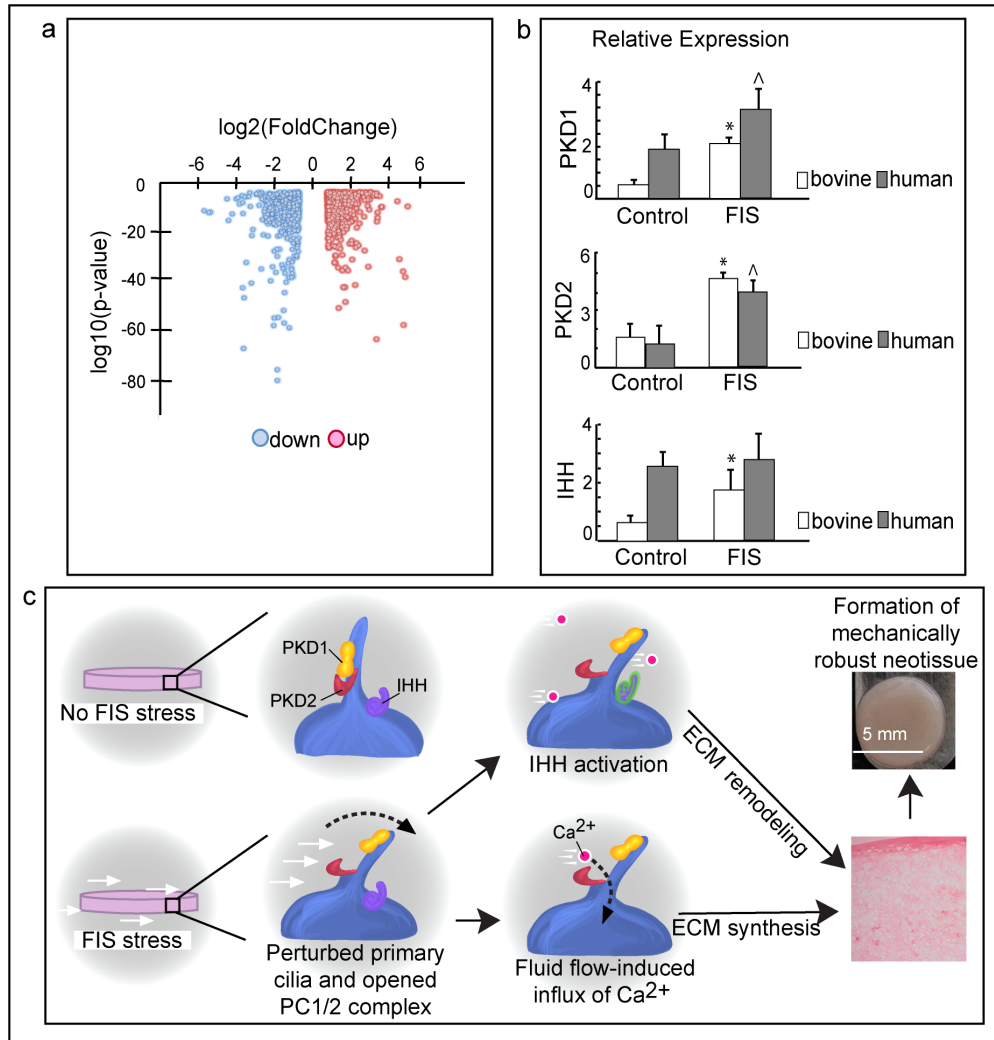 a
log2(FoldChange)
-6 -4 -2 0 2 4 6
0
-20
-40
-60
-80
log10(p-value)
down up
b
Relative Expression
PKD1
4
2
0
* ^
Control FIS
bovine human
PKD2
6
3
0
* ^
Control FIS
bovine human
IHH
4
2
0
*
Control FIS
bovine human
c
No FIS stress
PKD1
PKD2
IHH
IHH activation
ECM remodeling
Formation of
mechanically
robust neotissue
5 mm
FIS stress
Perturbed primary
cilia and opened
PC1/2 complex
Ca2+
Fluid flow-induced
influx of Ca2+
ECM synthesis